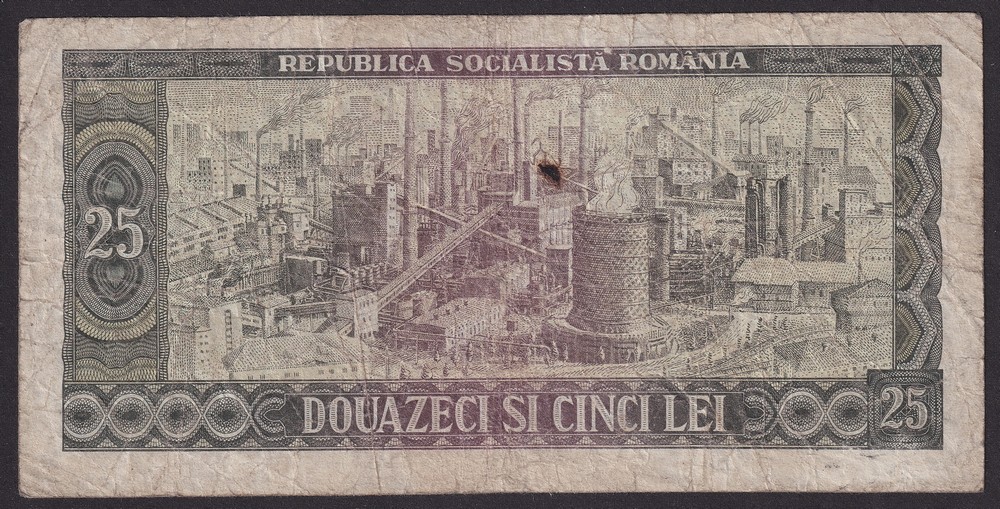 REPUBLICA SOCIALISTĂ ROMÂNIA
25
DOUAZECI SI CINCI LEI
25